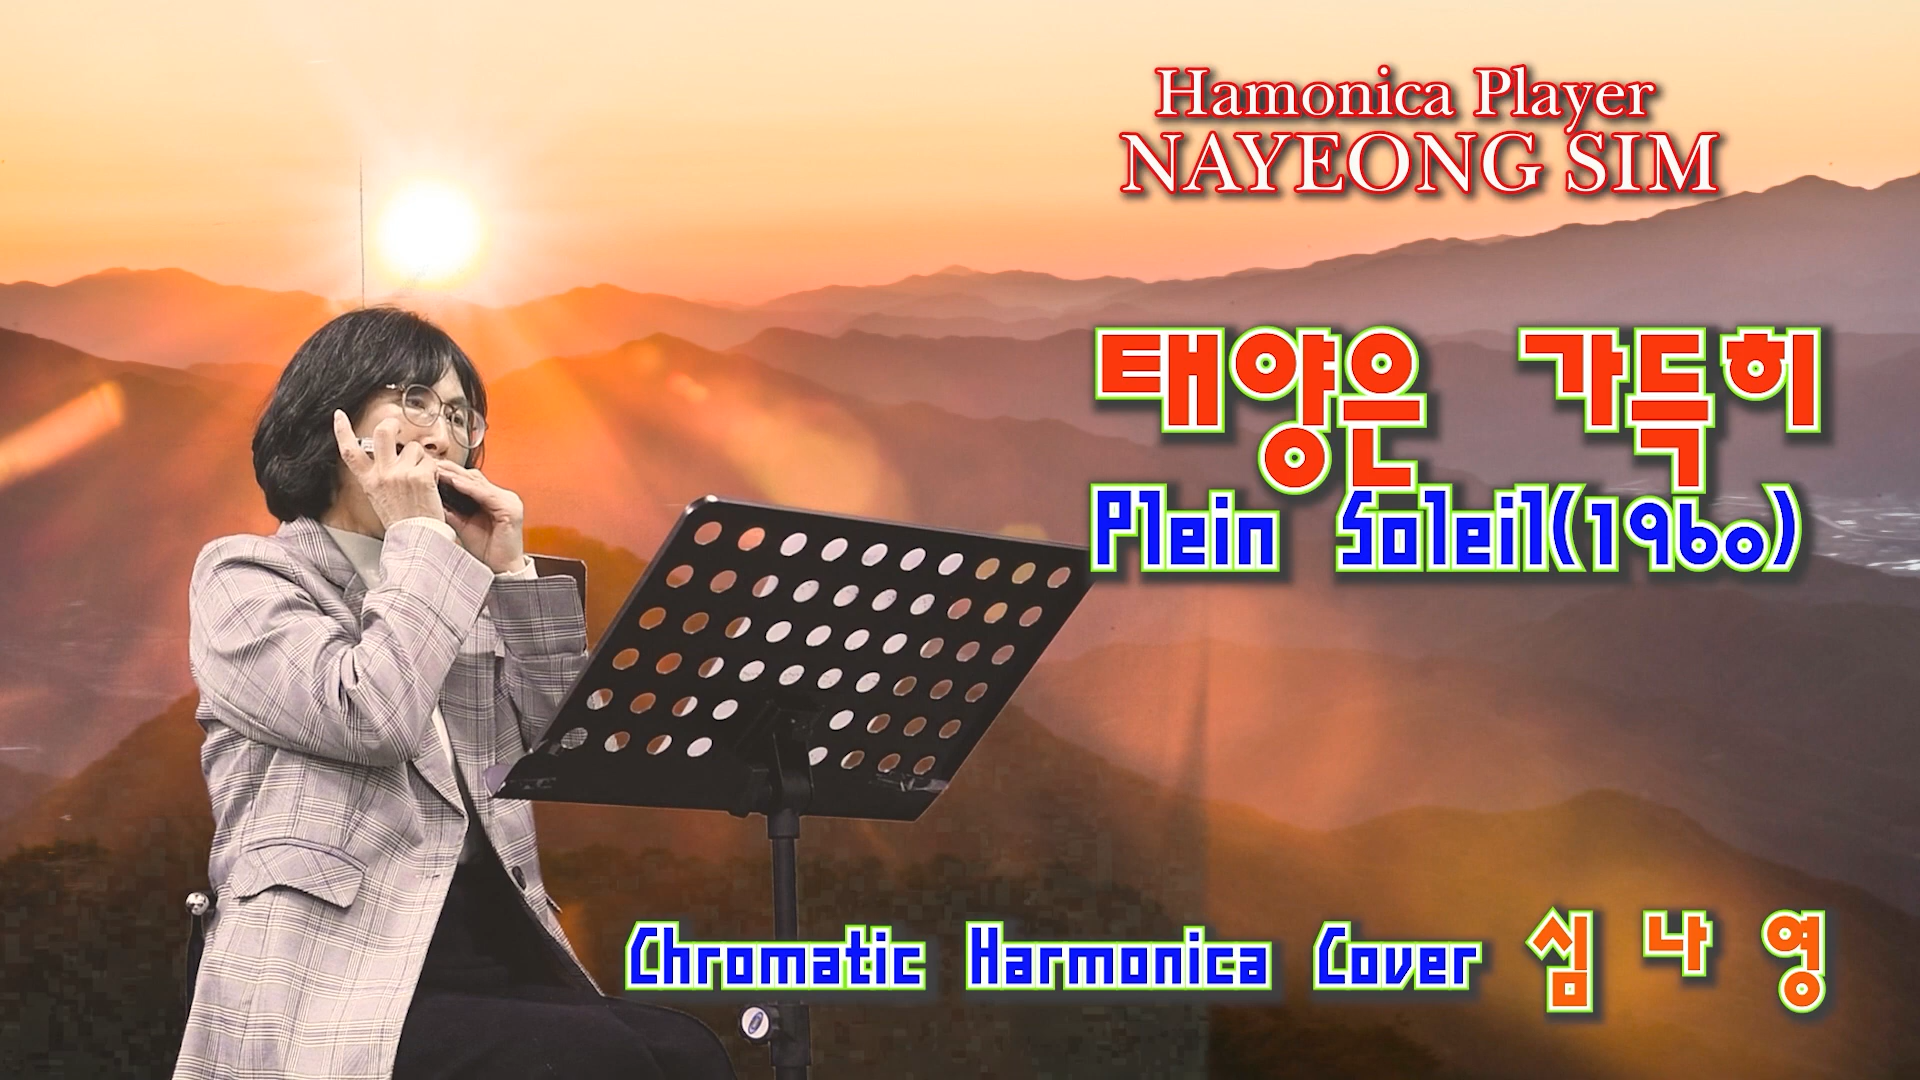 Hamonica Player
NAYEONG SIM
태양은 가득히
Plein Soleil(1960)
Chromatic Harmonica Cover 심 나 영